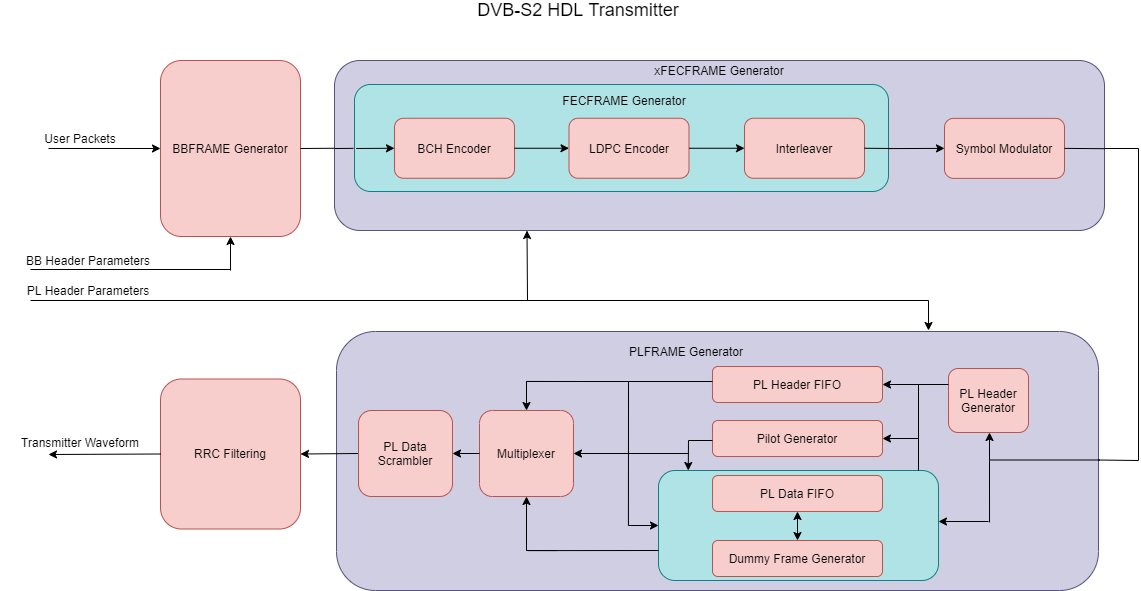 DVB-S2 HDL Transmitter
xFECFRAME Generator
FECFRAME Generator
User Packets
BBFRAME Generator
BCH Encoder
LDPC Encoder
Interleaver
Symbol Modulator
BB Header Parameters
PL Header Parameters
PLFRAME Generator
PL Header FIFO
PL Header
Generator
Pilot Generator
Transmitter Waveform
RRC Filtering
PL Data
Scrambler
Multiplexer
PL Data FIFO
Dummy Frame Generator